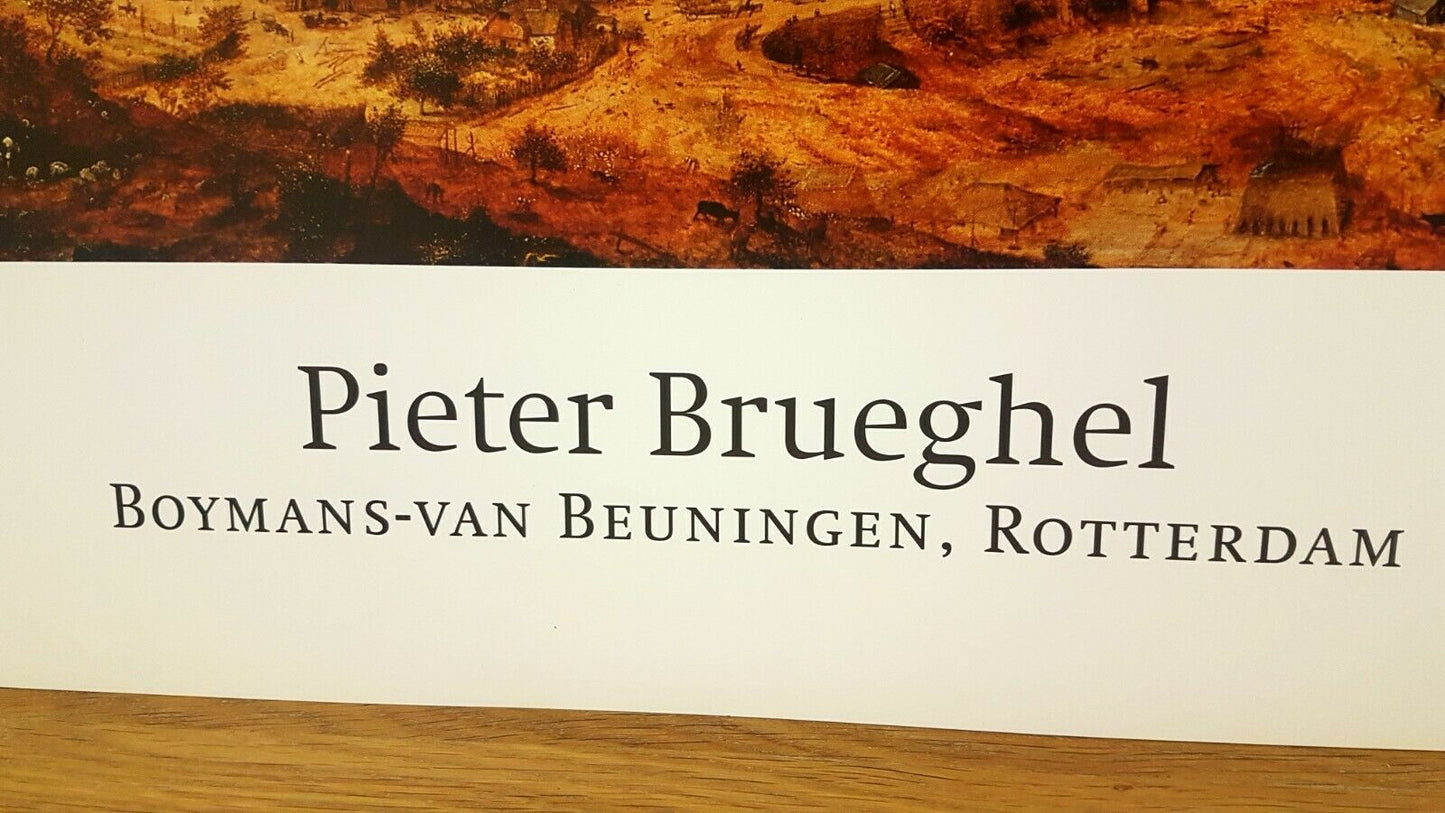 Pieter Brueghel
Boymans-van Beuningen, Rotterdam